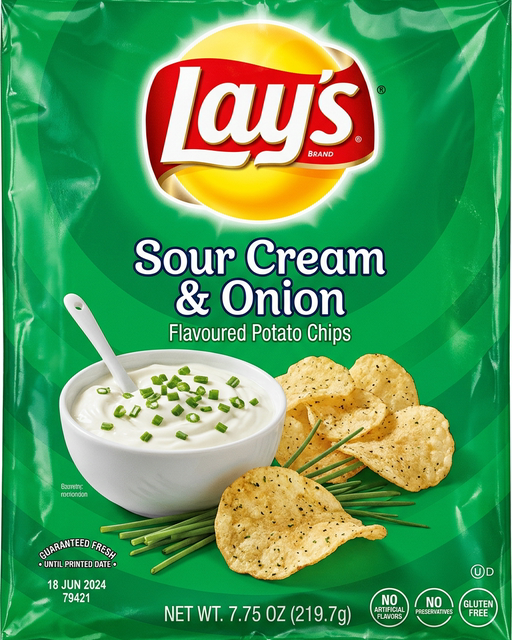 Lay's
BRAND
Sour Cream
& Onion
Flavoured Potato Chips
GUARANTEED FRESH
• UNTIL PRINTED DATE •
18 JUN 2024
79421
U D
NO
ARTIFICIAL
FLAVORS
NO
PRESERVATIVES
GLUTEN
FREE
NET WT. 7.75 OZ (219.7g)